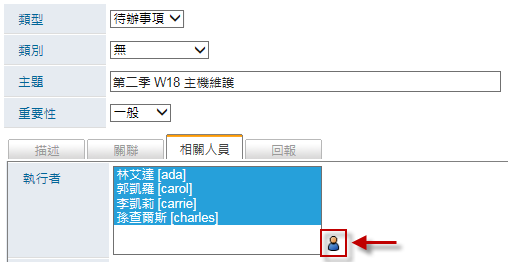 類型 待辦事項
類別 無
主題 第二季 W18 主機維護
重要性 一般
描述 關聯 相關人員 回報
執行者 林艾達 [ada]
郭凱羅 [carol]
李凱莉 [carrie]
孫查爾斯 [charles]